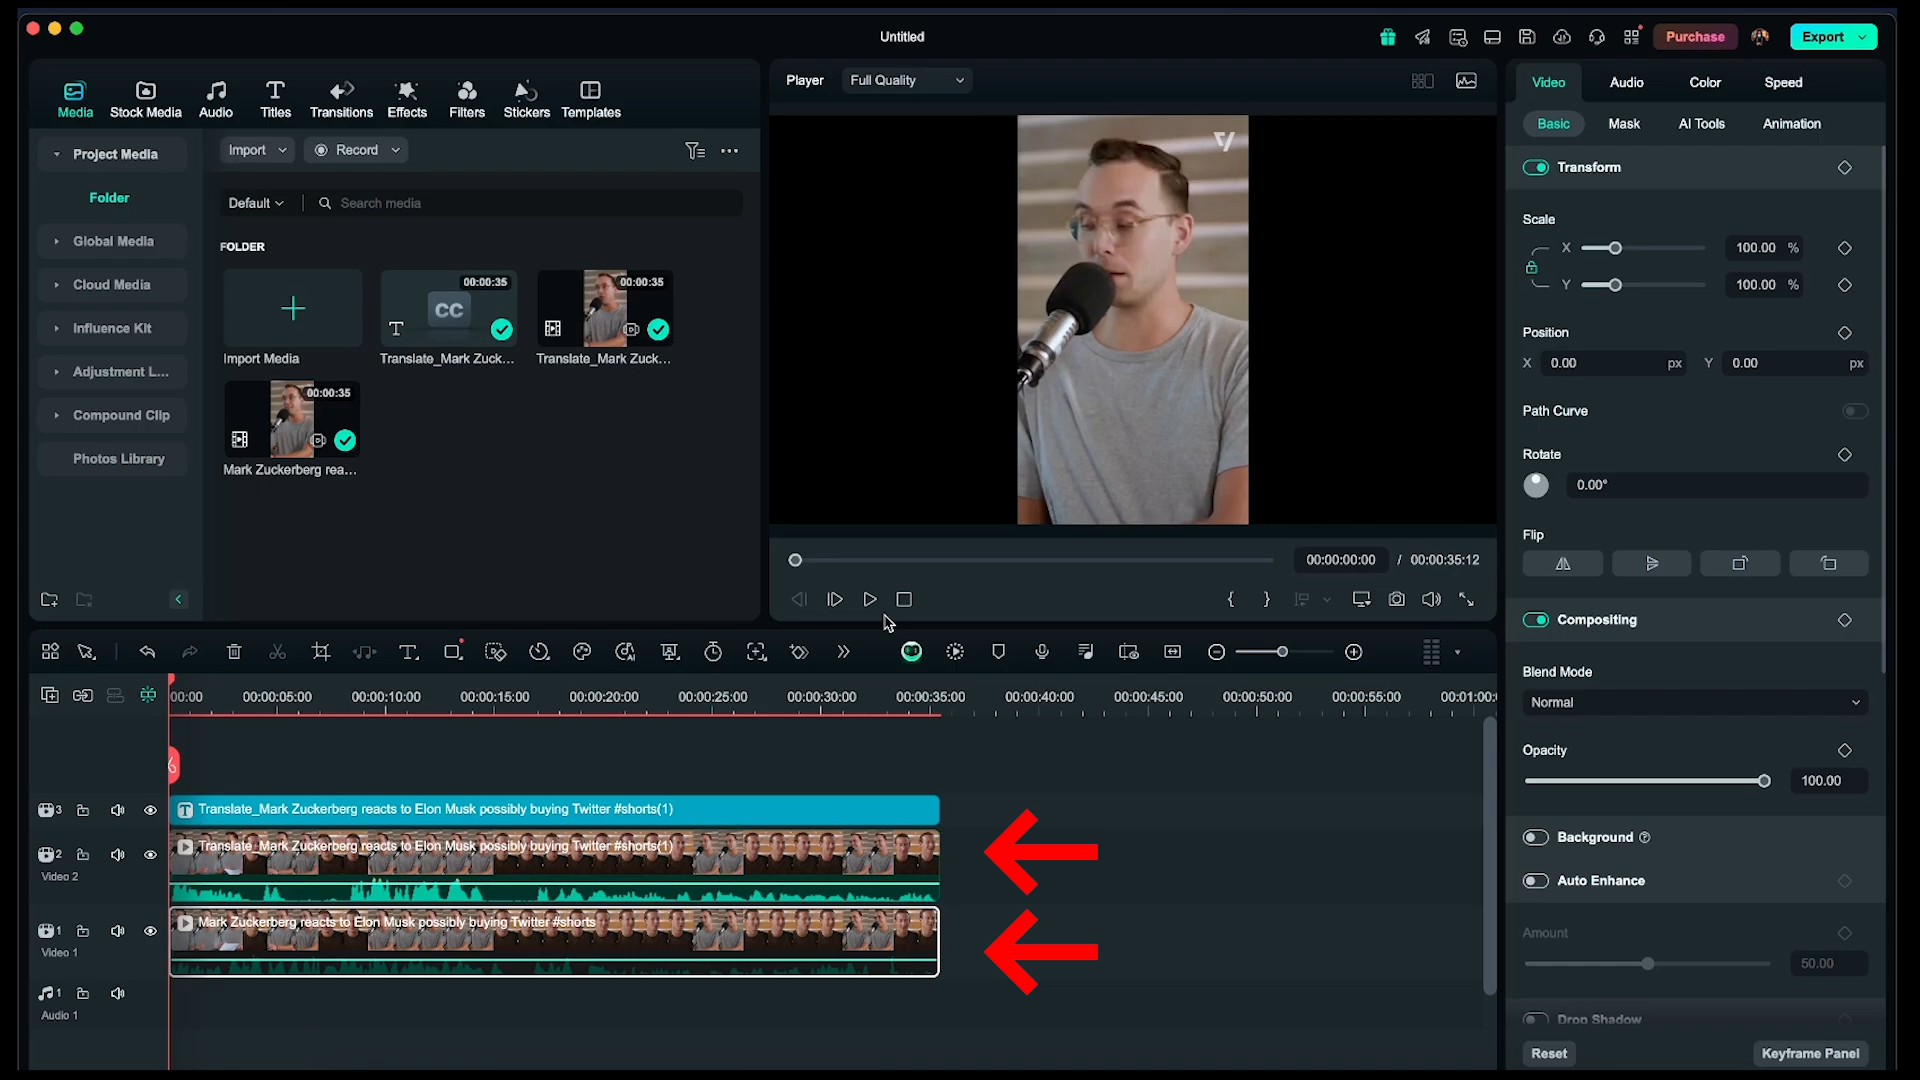 Untitled
Purchase
Export
Media
Stock Media
Audio
Titles
Transitions
Effects
Filters
Stickers
Templates
Project Media
Folder
Global Media
Cloud Media
Influence Kit
Adjustment L...
Compound Clip
Photos Library
Import
Record
Default
Search media
FOLDER
Import Media
00:00:35
CC
T
Translate_Mark Zuck...
00:00:35
Translate_Mark Zuck...
00:00:35
Mark Zuckerberg rea...
Player
Full Quality
00:00:00:00 / 00:00:35:12
Video
Audio
Color
Speed
Basic
Mask
AI Tools
Animation
Transform
Scale
X 100.00 %
Y 100.00 %
Position
X 0.00 px Y 0.00 px
Path Curve
Rotate
0.00°
Flip
Compositing
Blend Mode
Normal
Opacity
100.00
Background
Auto Enhance
Amount
50.00
Drop Shadow
Reset
Keyframe Panel
00:00 00:00:05:00 00:00:10:00 00:00:15:00 00:00:20:00 00:00:25:00 00:00:30:00 00:00:35:00 00:00:40:00 00:00:45:00 00:00:50:00 00:00:55:00 00:01:00:
3
T Translate_Mark Zuckerberg reacts to Elon Musk possibly buying Twitter #shorts(1)
2
Video 2
Translate_Mark Zuckerberg reacts to Elon Musk possibly buying Twitter #shorts(1)
1
Video 1
Mark Zuckerberg reacts to Elon Musk possibly buying Twitter #shorts
1
Audio 1